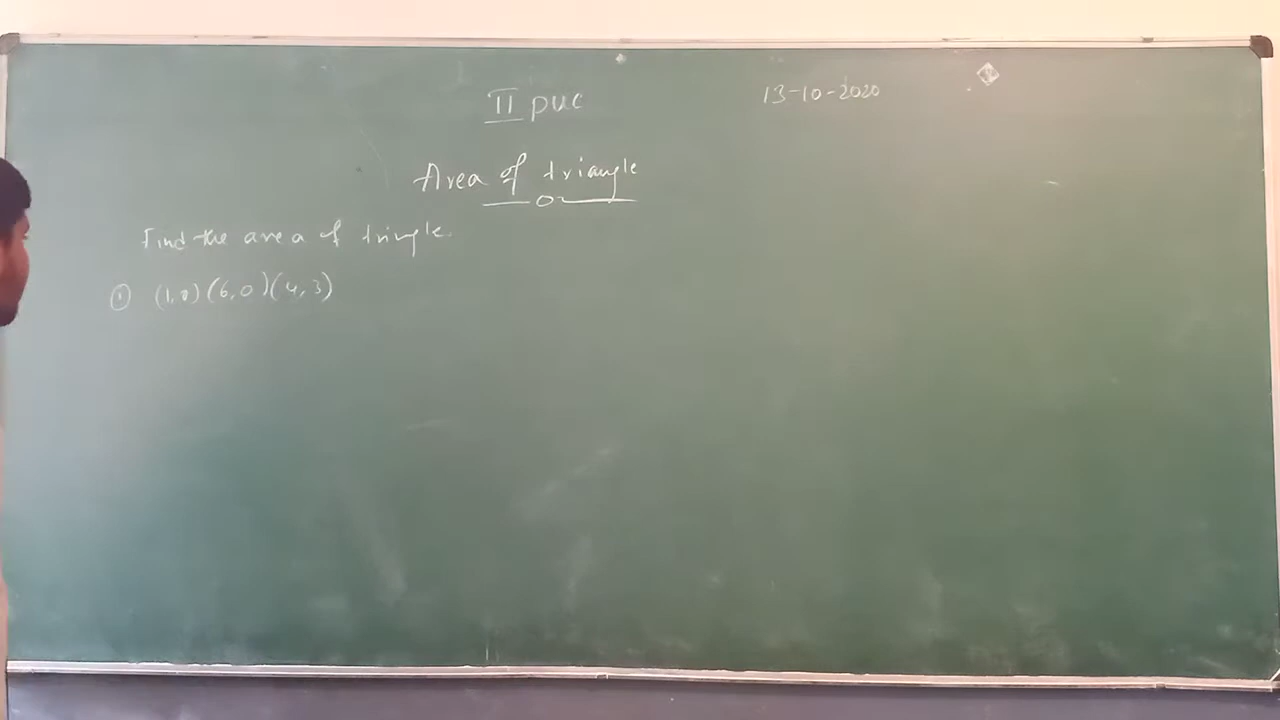 II PUC
13-10-2020
Area of triangle
Find the area of tringle.
① (1,0) (6,0) (4,3)